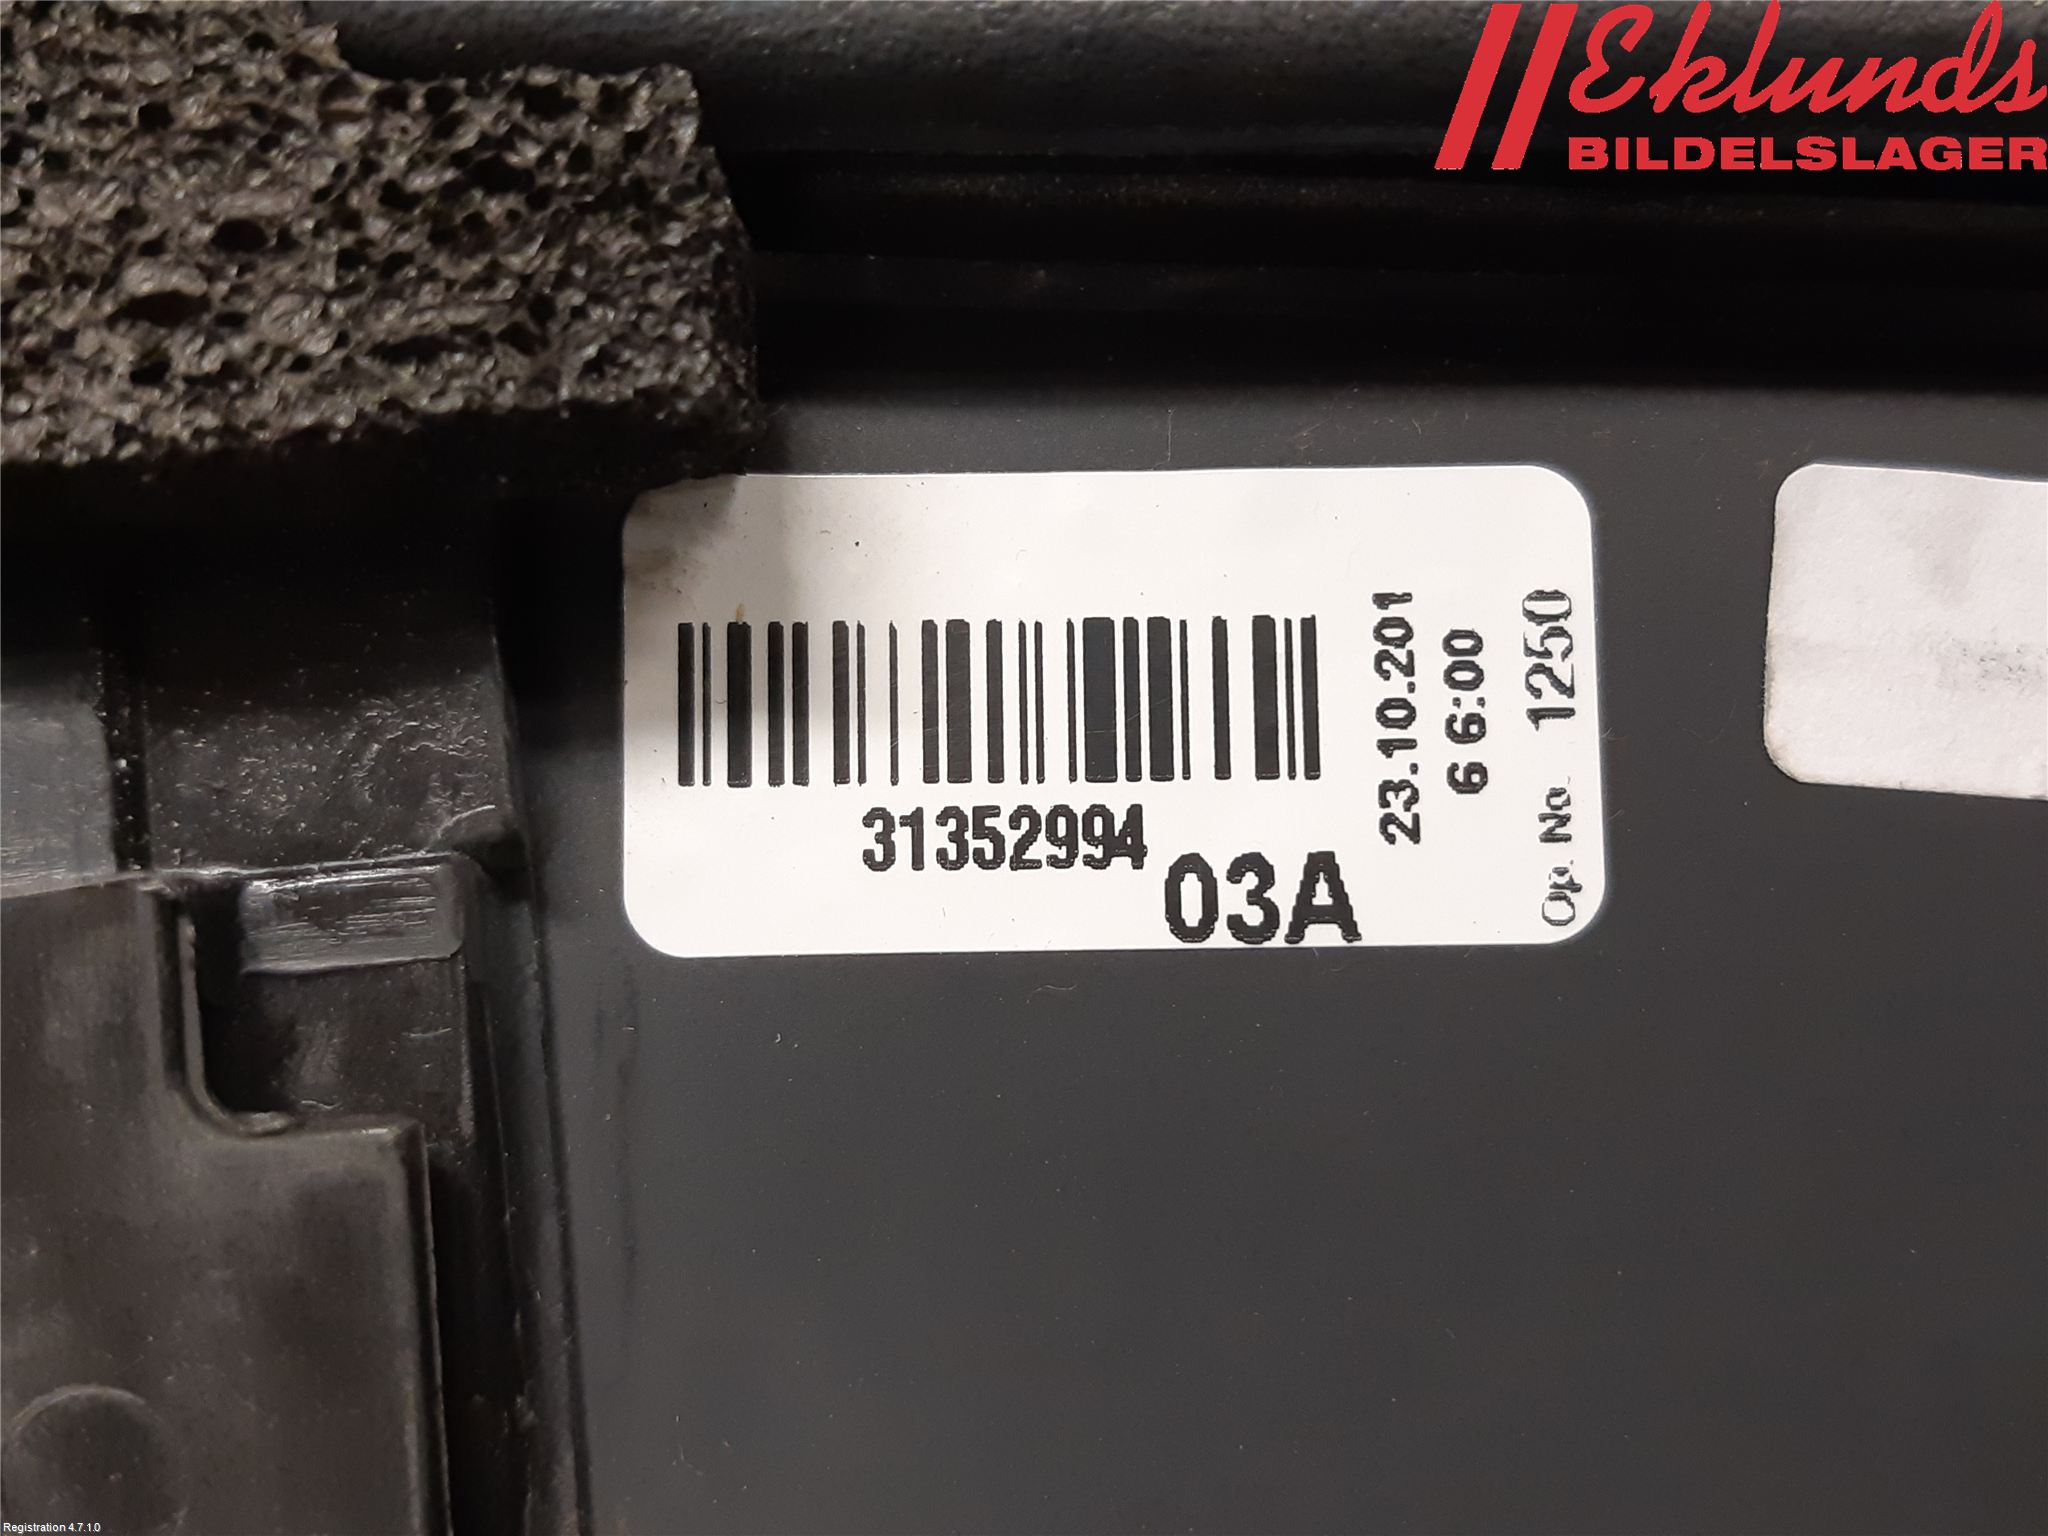 Eklunds
BILDELSLAGER
31352994
03A
23.10.201
6 6:00
Op. No. 1250
Registration 4.7.1.0